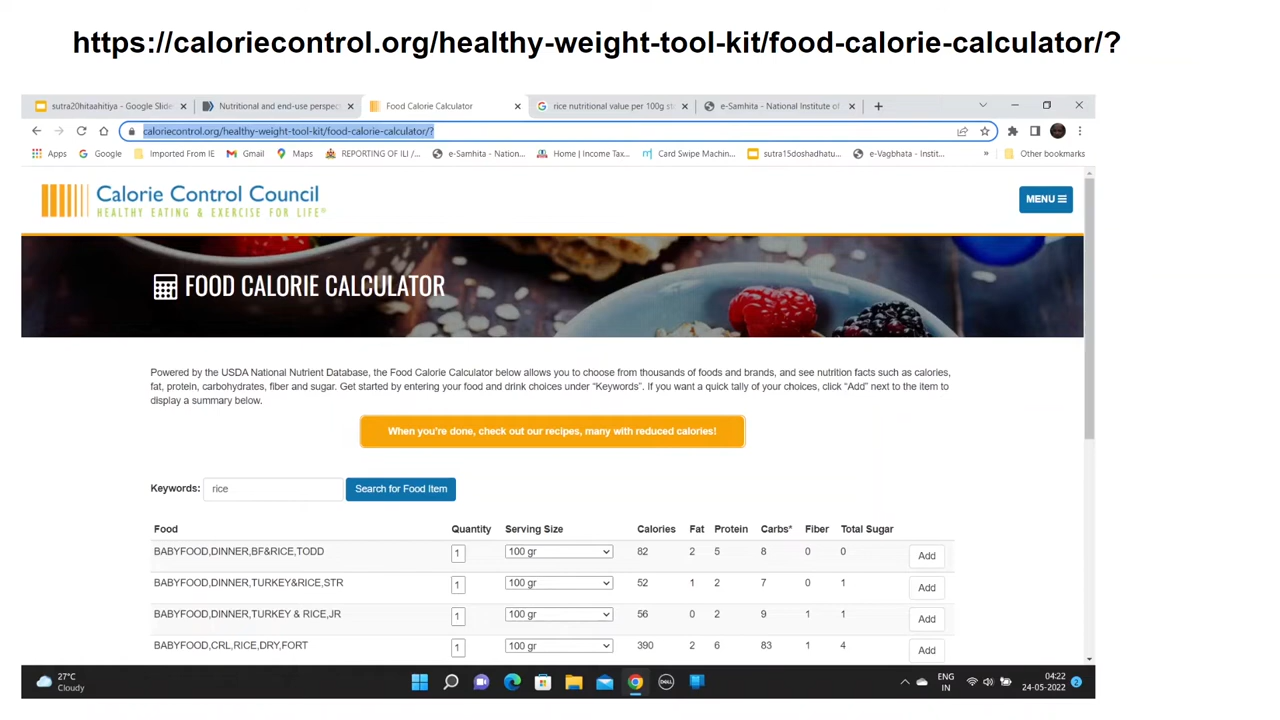 https://caloriecontrol.org/healthy-weight-tool-kit/food-calorie-calculator/?
sutra20hitaahitiya - Google Slide
Nutritional and end-use perspect
Food Calorie Calculator
rice nutritional value per 100g st
e-Samhita - National Institute of
caloriecontrol.org/healthy-weight-tool-kit/food-calorie-calculator/?
Apps Google Imported From IE Gmail Maps REPORTING OF ILI / ... e-Samhita - Nation... Home | Income Tax... Card Swipe Machin... sutra15doshadhatu... e-Vagbhata - Instit... » Other bookmarks
Calorie Control Council
HEALTHY EATING & EXERCISE FOR LIFE®
MENU
FOOD CALORIE CALCULATOR
Powered by the USDA National Nutrient Database, the Food Calorie Calculator below allows you to choose from thousands of foods and brands, and see nutrition facts such as calories,
fat, protein, carbohydrates, fiber and sugar. Get started by entering your food and drink choices under “Keywords”. If you want a quick tally of your choices, click “Add” next to the item to
display a summary below.
When you're done, check out our recipes, many with reduced calories!
Keywords: rice Search for Food Item
Food Quantity Serving Size Calories Fat Protein Carbs* Fiber Total Sugar
BABYFOOD,DINNER,BF&RICE,TODD 1 100 gr 82 2 5 8 0 0 Add
BABYFOOD,DINNER,TURKEY&RICE,STR 1 100 gr 52 1 2 7 0 1 Add
BABYFOOD,DINNER,TURKEY & RICE,JR 1 100 gr 56 0 2 9 1 1 Add
BABYFOOD,CRL,RICE,DRY,FORT 1 100 gr 390 2 6 83 1 4 Add
27°C
Cloudy
DELL
ENG
IN
04:22
24-05-2022
2